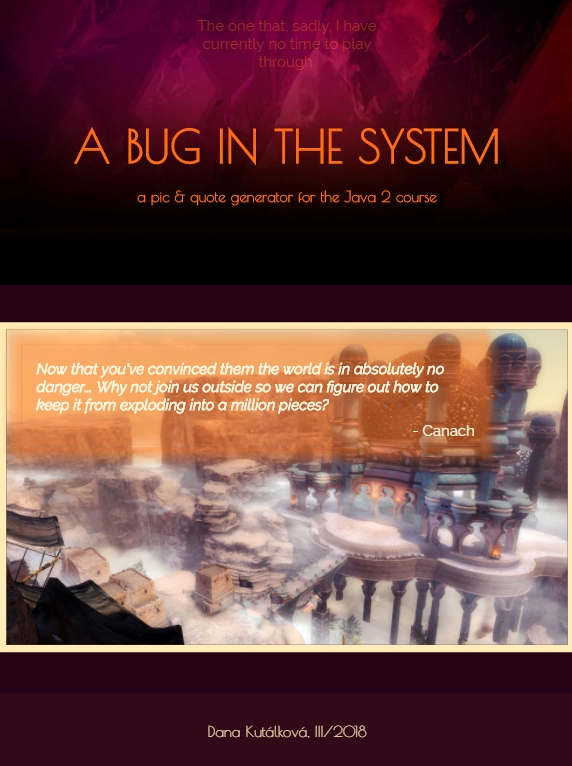 The one that, sadly, I have
currently no time to play
through
A BUG IN THE SYSTEM
a pic & quote generator for the Java 2 course
Now that you've convinced them the world is in absolutely no
danger... Why not join us outside so we can figure out how to
keep it from exploding into a million pieces?
- Canach
Dana Kutálková, III/2018